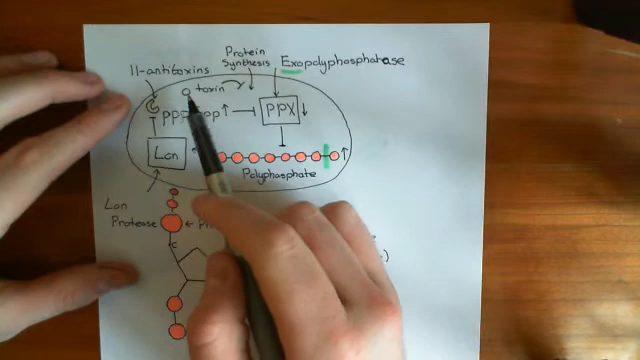 Protein
Synthesis
Exopolyphosphatase
11-antitoxins
toxin
PPX
Lon
Polyphosphate
Lon
Protease
C